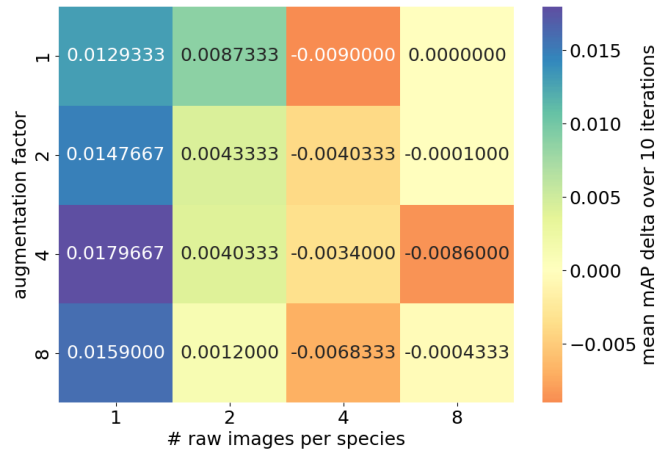 1 0.0129333 0.0087333 -0.0090000 0.0000000
2 0.0147667 0.0043333 -0.0040333 -0.0001000
4 0.0179667 0.0040333 -0.0034000 -0.0086000
8 0.0159000 0.0012000 -0.0068333 -0.0004333
augmentation factor
1 2 4 8
# raw images per species
0.015
0.010
0.005
0.000
−0.005
mean mAP delta over 10 iterations